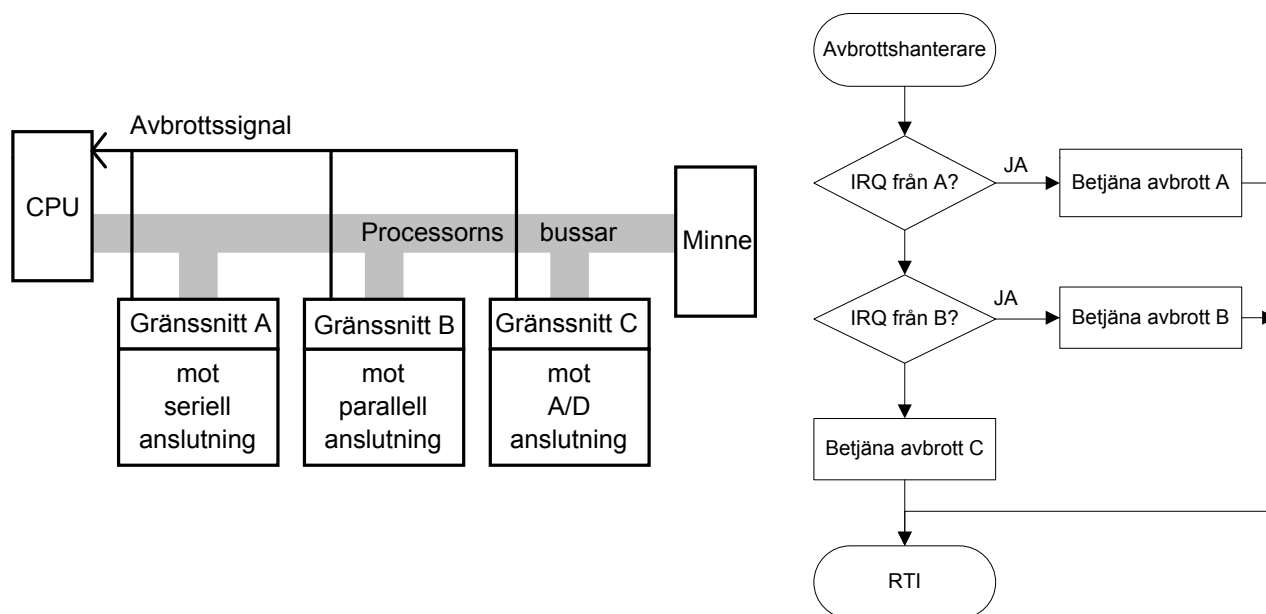 Avbrottssignal
CPU
Processorns bussar
Minne
Gränssnitt A
mot
seriell
anslutning
Gränssnitt B
mot
parallell
anslutning
Gränssnitt C
mot
A/D
anslutning
Avbrottshanterare
IRQ från A?
JA
Betjäna avbrott A
IRQ från B?
JA
Betjäna avbrott B
Betjäna avbrott C
RTI